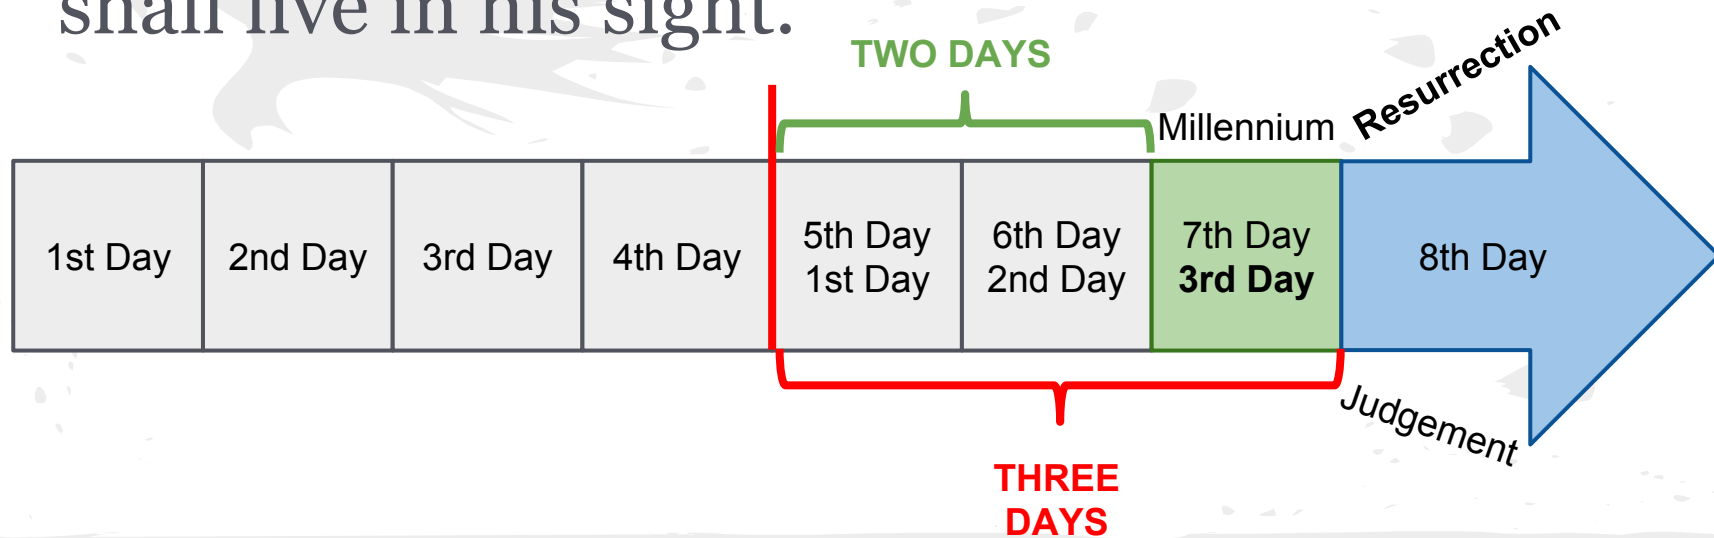 shall live in his sight.
TWO DAYS
Millennium
Resurrection
1st Day
2nd Day
3rd Day
4th Day
5th Day
1st Day
6th Day
2nd Day
7th Day
3rd Day
8th Day
Judgement
THREE
DAYS